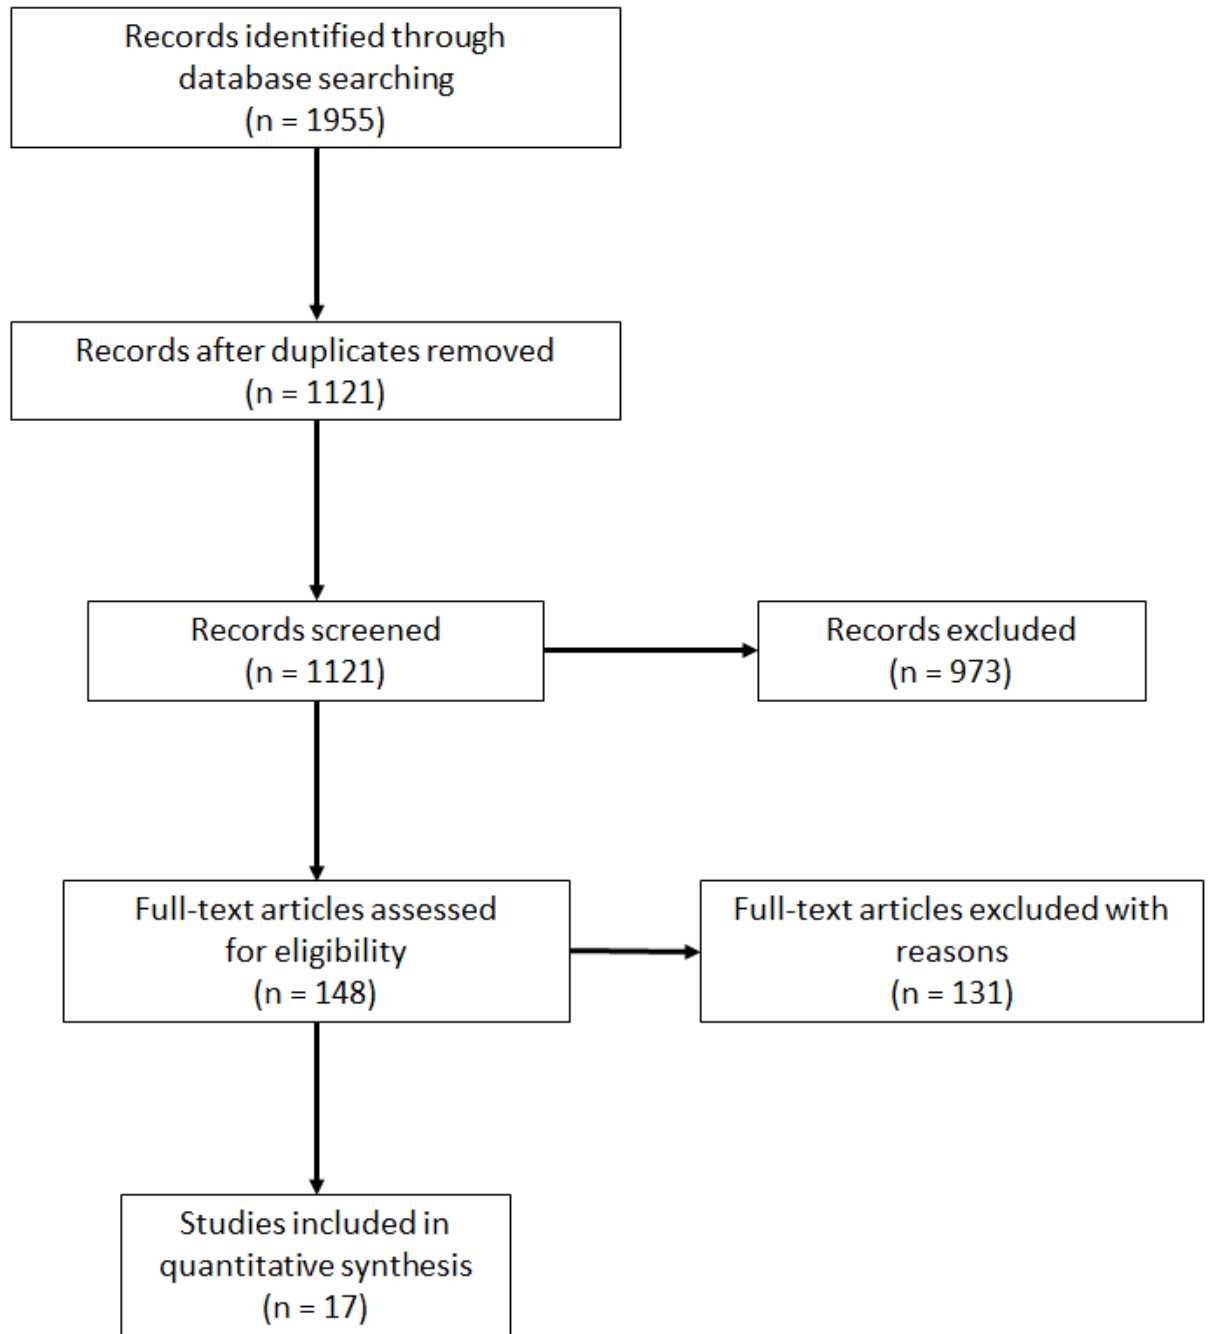 Records identified through
database searching
(n = 1955)
Records after duplicates removed
(n = 1121)
Records screened
(n = 1121)
Records excluded
(n = 973)
Full-text articles assessed
for eligibility
(n = 148)
Full-text articles excluded with
reasons
(n = 131)
Studies included in
quantitative synthesis
(n = 17)